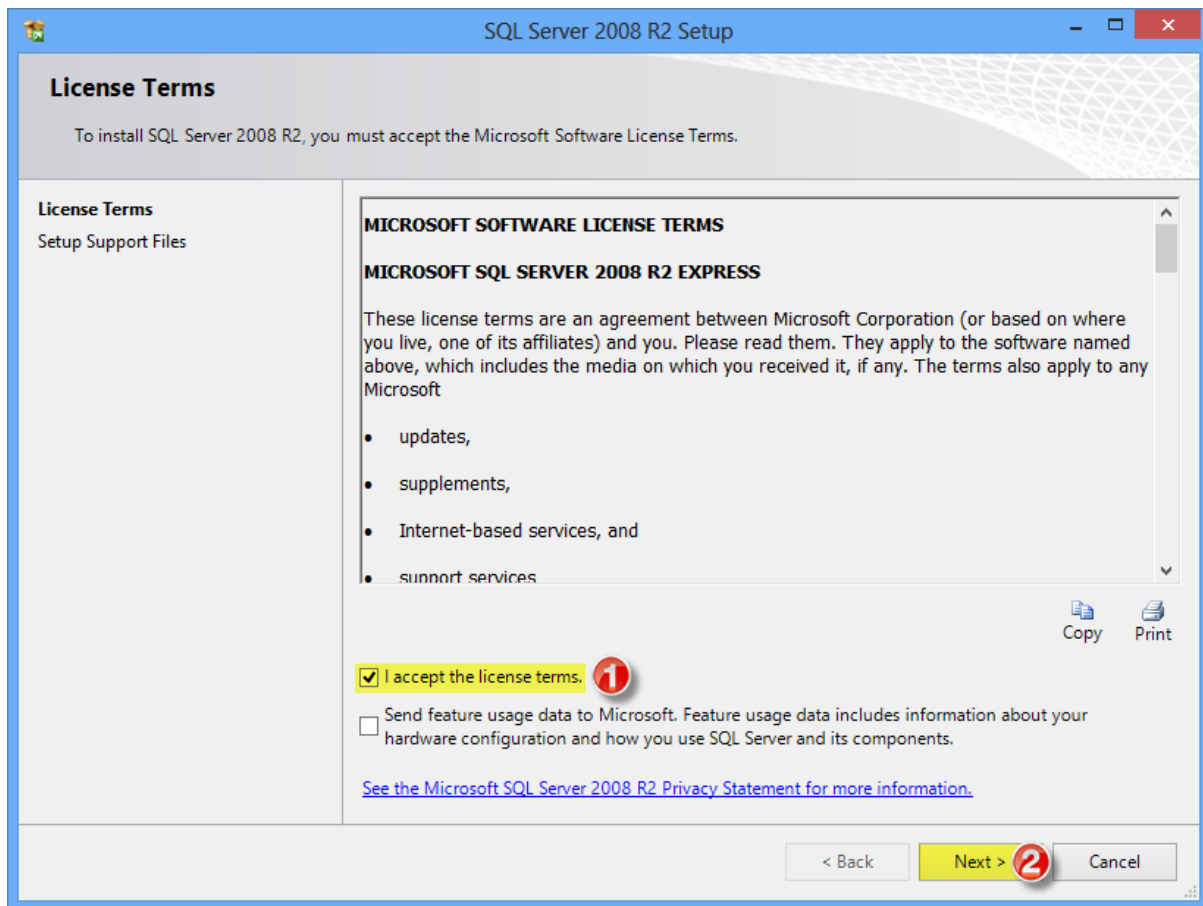 SQL Server 2008 R2 Setup
License Terms
To install SQL Server 2008 R2, you must accept the Microsoft Software License Terms.
License Terms
Setup Support Files
MICROSOFT SOFTWARE LICENSE TERMS
MICROSOFT SQL SERVER 2008 R2 EXPRESS
These license terms are an agreement between Microsoft Corporation (or based on where
you live, one of its affiliates) and you. Please read them. They apply to the software named
above, which includes the media on which you received it, if any. The terms also apply to any
Microsoft
• updates,
• supplements,
• Internet-based services, and
• support services
Copy
Print
I accept the license terms. 1
Send feature usage data to Microsoft. Feature usage data includes information about your
hardware configuration and how you use SQL Server and its components.
See the Microsoft SQL Server 2008 R2 Privacy Statement for more information.
< Back
Next > 2
Cancel